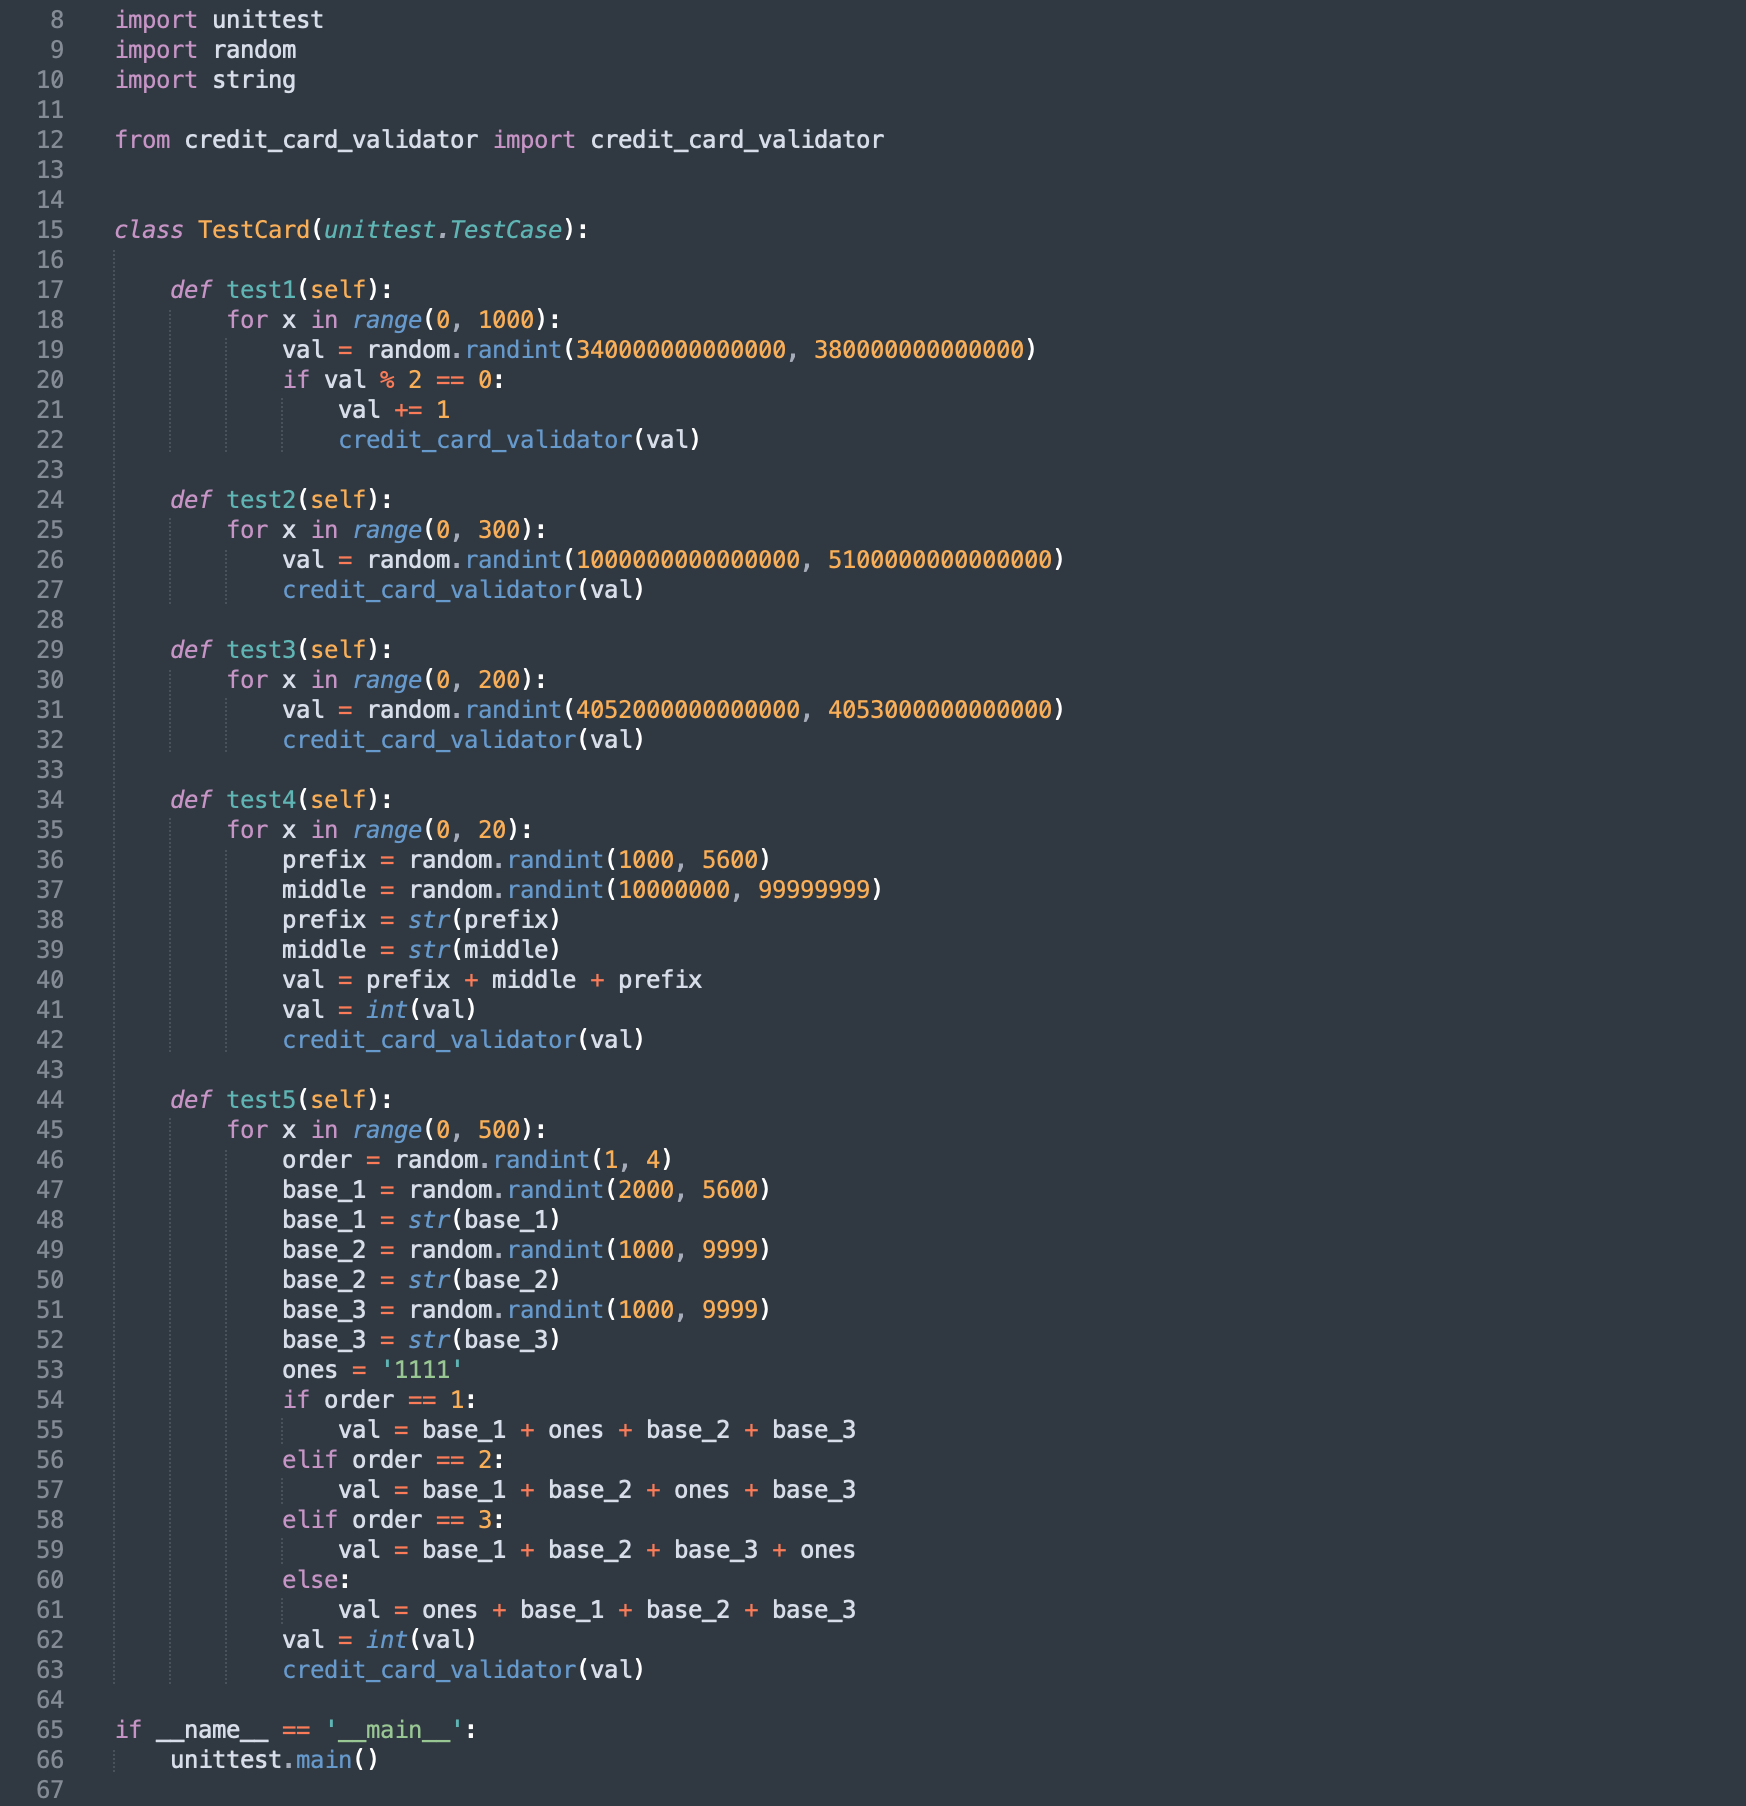 8 import unittest
9 import random
10 import string
11
12 from credit_card_validator import credit_card_validator
13
14
15 class TestCard(unittest.TestCase):
16
17     def test1(self):
18         for x in range(0, 1000):
19             val = random.randint(340000000000000, 380000000000000)
20             if val % 2 == 0:
21                 val += 1
22                 credit_card_validator(val)
23
24     def test2(self):
25         for x in range(0, 300):
26             val = random.randint(1000000000000000, 5100000000000000)
27             credit_card_validator(val)
28
29     def test3(self):
30         for x in range(0, 200):
31             val = random.randint(4052000000000000, 4053000000000000)
32             credit_card_validator(val)
33
34     def test4(self):
35         for x in range(0, 20):
36             prefix = random.randint(1000, 5600)
37             middle = random.randint(10000000, 99999999)
38             prefix = str(prefix)
39             middle = str(middle)
40             val = prefix + middle + prefix
41             val = int(val)
42             credit_card_validator(val)
43
44     def test5(self):
45         for x in range(0, 500):
46             order = random.randint(1, 4)
47             base_1 = random.randint(2000, 5600)
48             base_1 = str(base_1)
49             base_2 = random.randint(1000, 9999)
50             base_2 = str(base_2)
51             base_3 = random.randint(1000, 9999)
52             base_3 = str(base_3)
53             ones = '1111'
54             if order == 1:
55                 val = base_1 + ones + base_2 + base_3
56             elif order == 2:
57                 val = base_1 + base_2 + ones + base_3
58             elif order == 3:
59                 val = base_1 + base_2 + base_3 + ones
60             else:
61                 val = ones + base_1 + base_2 + base_3
62             val = int(val)
63             credit_card_validator(val)
64
65 if __name__ == '__main__':
66     unittest.main()
67